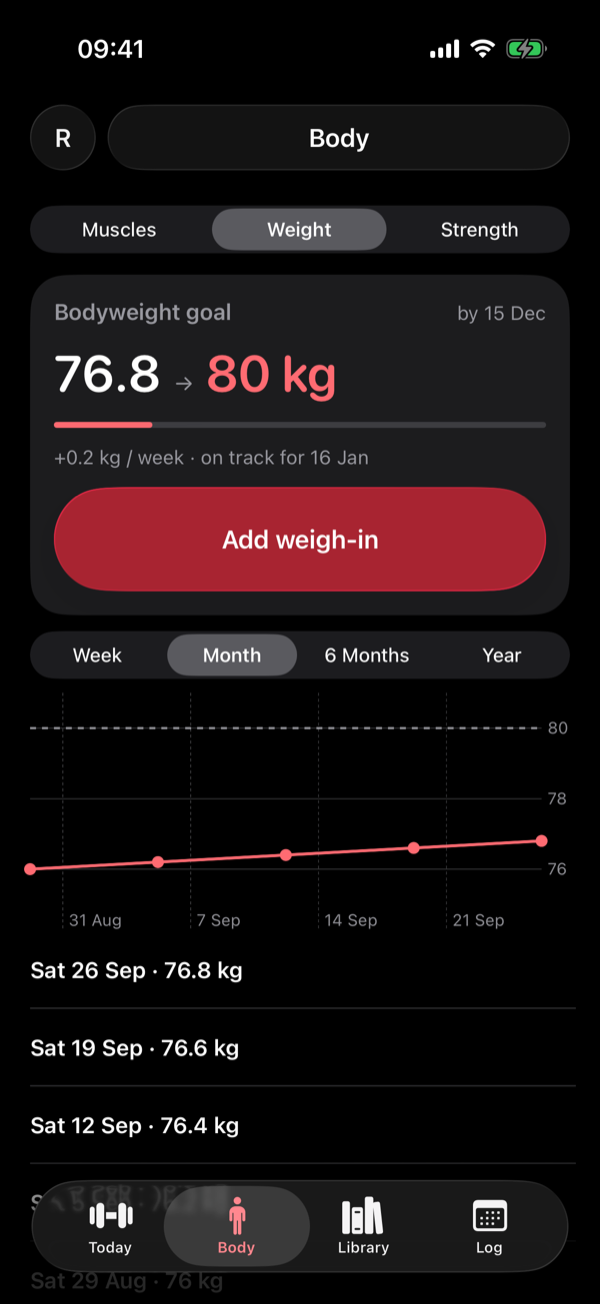 09:41
R
Body
Muscles
Weight
Strength
Bodyweight goal
by 15 Dec
76.8 → 80 kg
+0.2 kg / week · on track for 16 Jan
Add weigh-in
Week
Month
6 Months
Year
80
78
76
31 Aug
7 Sep
14 Sep
21 Sep
Sat 26 Sep · 76.8 kg
Sat 19 Sep · 76.6 kg
Sat 12 Sep · 76.4 kg
Today
Body
Library
Log
Sat 29 Aug · 76 kg